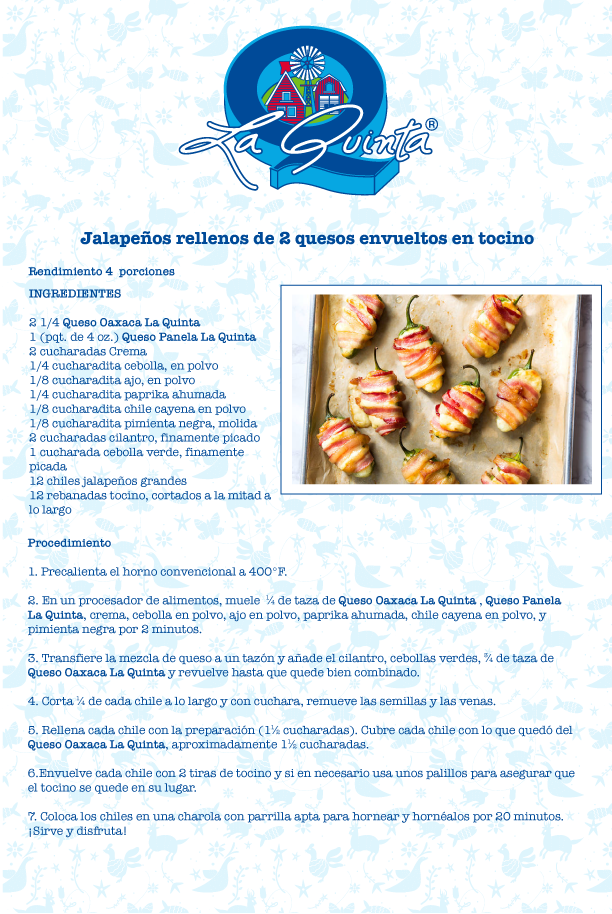 La Quinta®
Jalapeños rellenos de 2 quesos envueltos en tocino
Rendimiento 4 porciones
INGREDIENTES
2 1/4 Queso Oaxaca La Quinta
1 (pqt. de 4 oz.) Queso Panela La Quinta
2 cucharadas Crema
1/4 cucharadita cebolla, en polvo
1/8 cucharadita ajo, en polvo
1/4 cucharadita paprika ahumada
1/8 cucharadita chile cayena en polvo
1/8 cucharadita pimienta negra, molida
2 cucharadas cilantro, finamente picado
1 cucharada cebolla verde, finamente
picada
12 chiles jalapeños grandes
12 rebanadas tocino, cortados a la mitad a
lo largo
Procedimiento
1. Precalienta el horno convencional a 400°F.
2. En un procesador de alimentos, muele ¼ de taza de Queso Oaxaca La Quinta , Queso Panela
La Quinta, crema, cebolla en polvo, ajo en polvo, paprika ahumada, chile cayena en polvo, y
pimienta negra por 2 minutos.
3. Transfiere la mezcla de queso a un tazón y añade el cilantro, cebollas verdes, ¾ de taza de
Queso Oaxaca La Quinta y revuelve hasta que quede bien combinado.
4. Corta ¼ de cada chile a lo largo y con cuchara, remueve las semillas y las venas.
5. Rellena cada chile con la preparación (1½ cucharadas). Cubre cada chile con lo que quedó del
Queso Oaxaca La Quinta, aproximadamente 1½ cucharadas.
6.Envuelve cada chile con 2 tiras de tocino y si en necesario usa unos palillos para asegurar que
el tocino se quede en su lugar.
7. Coloca los chiles en una charola con parrilla apta para hornear y hornéalos por 20 minutos.
¡Sirve y disfruta!